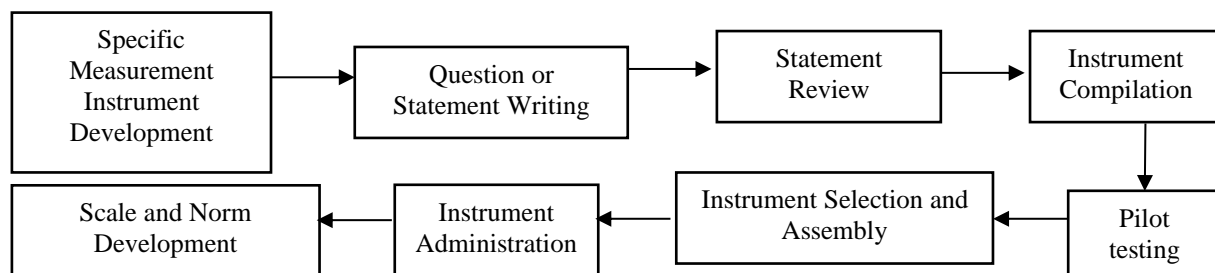 Specific
Measurement
Instrument
Development
Question or
Statement Writing
Statement
Review
Instrument
Compilation
Pilot
testing
Instrument Selection and
Assembly
Instrument
Administration
Scale and Norm
Development